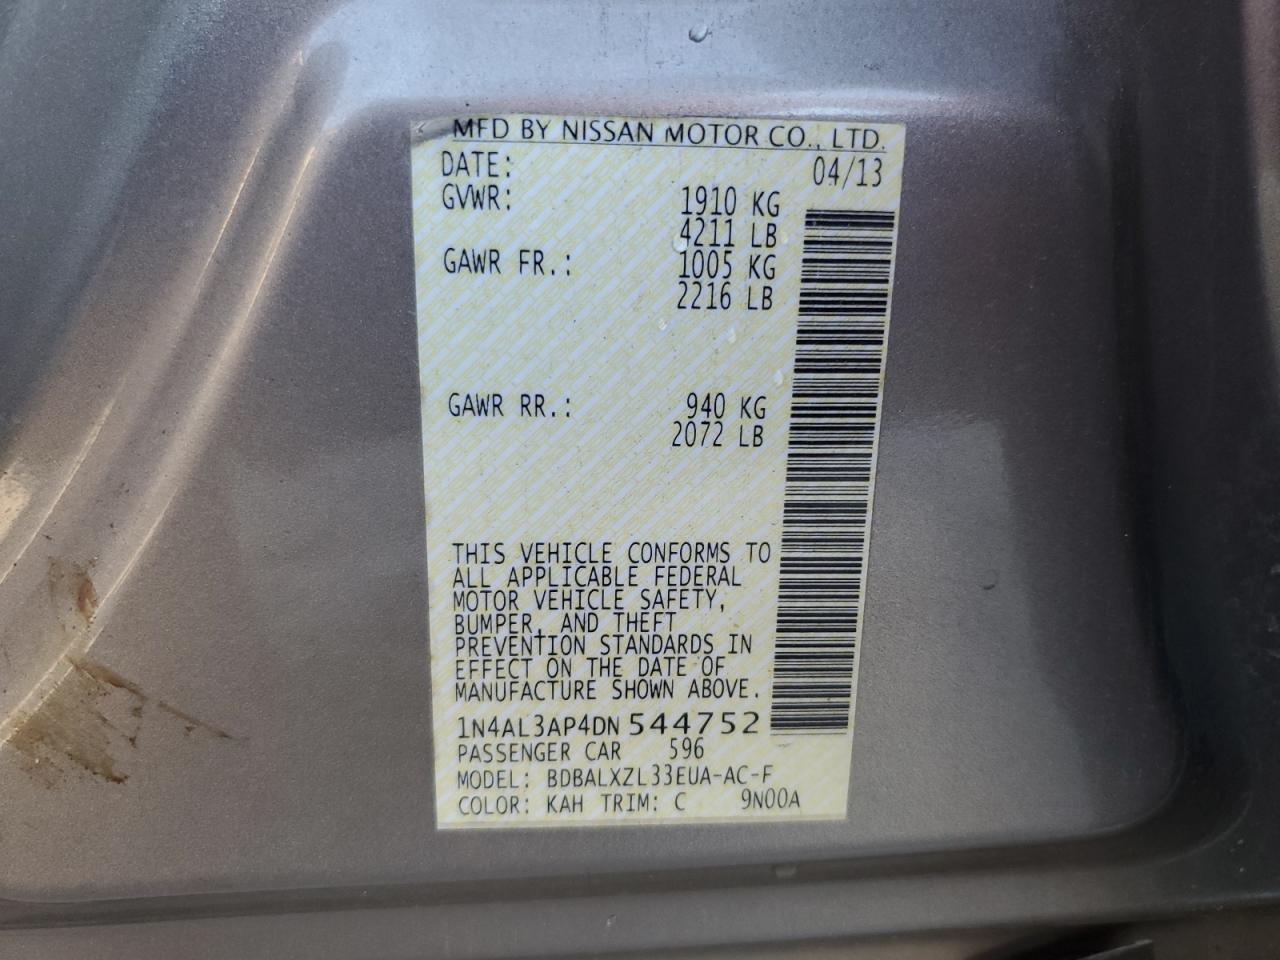 MFD BY NISSAN MOTOR CO., LTD.
DATE: 04/13
GVWR: 1910 KG
4211 LB
GAWR FR.: 1005 KG
2216 LB
GAWR RR.: 940 KG
2072 LB
THIS VEHICLE CONFORMS TO
ALL APPLICABLE FEDERAL
MOTOR VEHICLE SAFETY,
BUMPER, AND THEFT
PREVENTION STANDARDS IN
EFFECT ON THE DATE OF
MANUFACTURE SHOWN ABOVE.
1N4AL3AP4DN544752
PASSENGER CAR 596
MODEL: BDBALXZL33EUA-AC-F
COLOR: KAH TRIM: C 9N00A